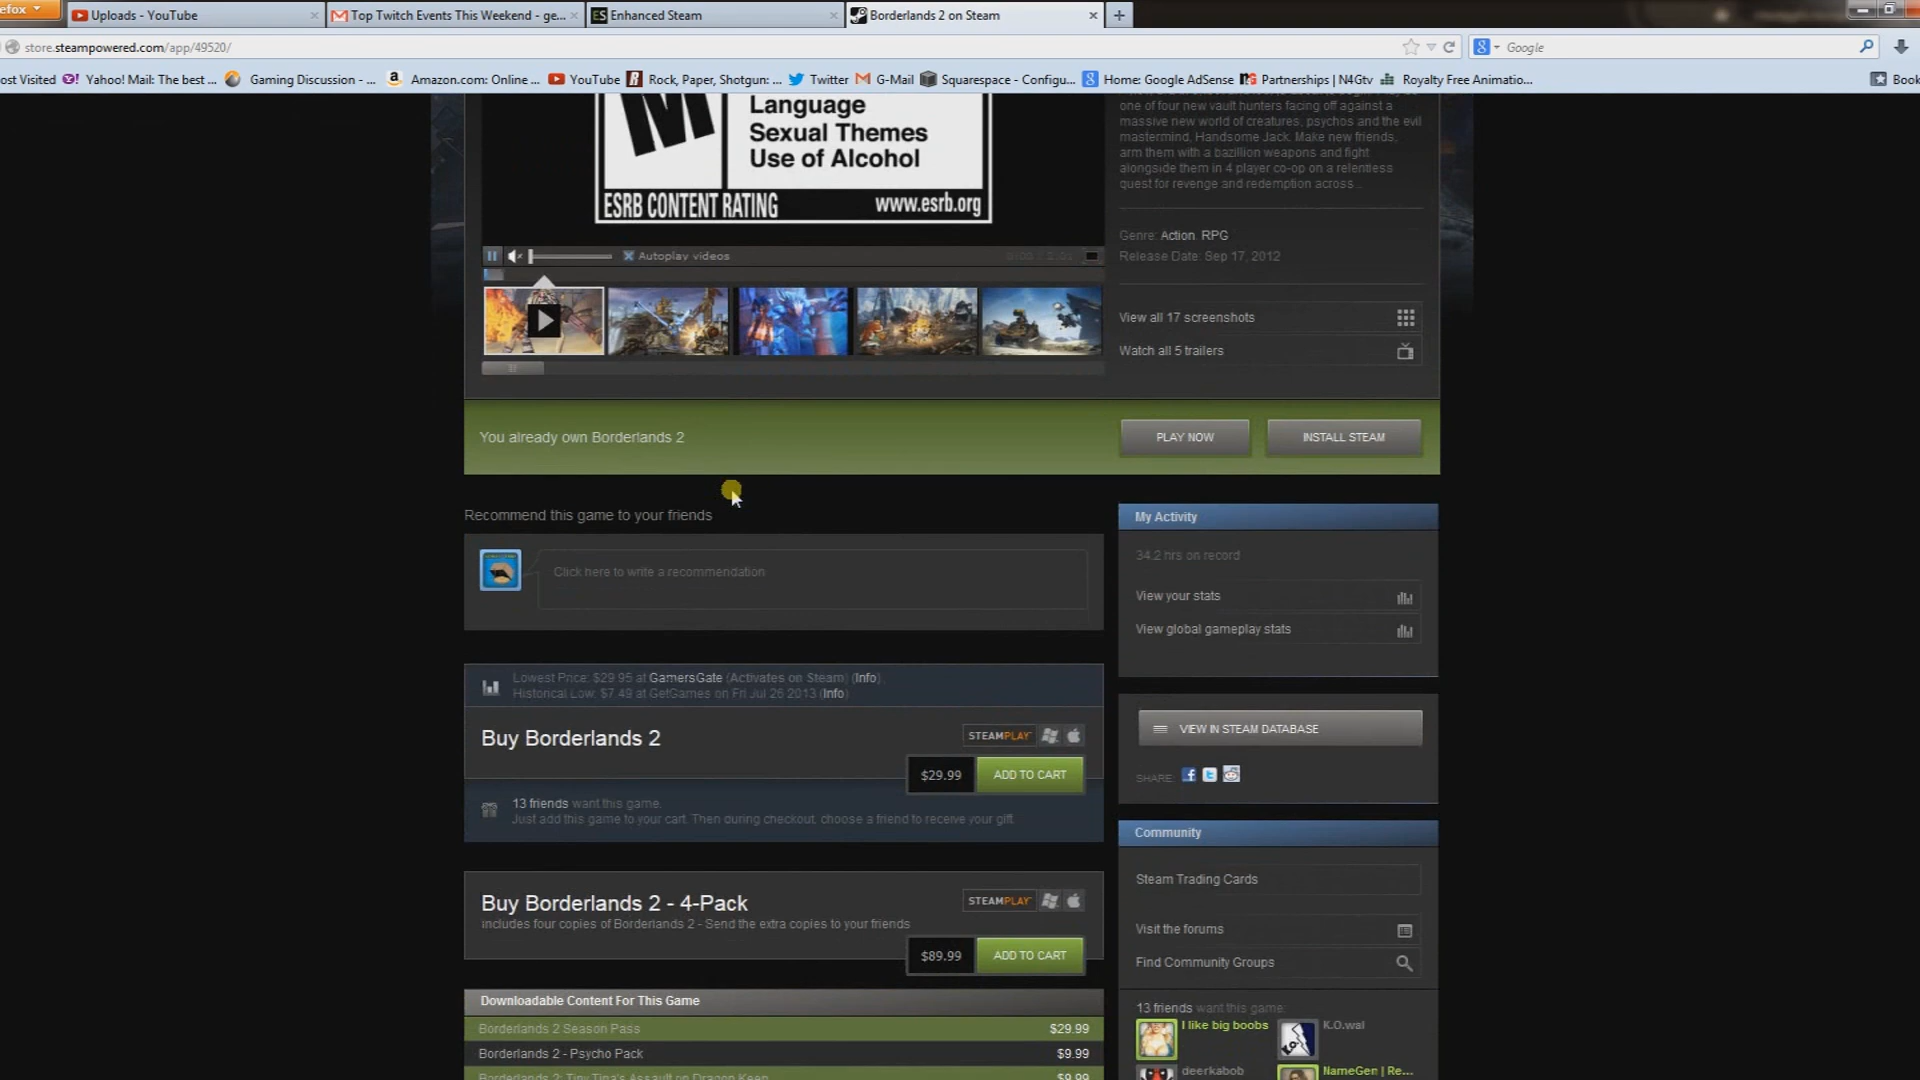 efox
Uploads - YouTube
Top Twitch Events This Weekend - ge...
ES Enhanced Steam
Borderlands 2 on Steam
store.steampowered.com/app/49520/
Google
ost Visited
Yahoo! Mail: The best ...
Gaming Discussion - ...
Amazon.com: Online ...
YouTube
Rock, Paper, Shotgun: ...
Twitter
G-Mail
Squarespace - Configu...
Home: Google AdSense
Partnerships | N4Gtv
Royalty Free Animatio...
Book
M
Language
Sexual Themes
Use of Alcohol
ESRB CONTENT RATING www.esrb.org
Autoplay videos
one of four new vault hunters facing off against a
massive new world of creatures, psychos and the evil
mastermind, Handsome Jack. Make new friends,
arm them with a bazillion weapons and fight
alongside them in 4 player co-op on a relentless
quest for revenge and redemption across...
Genre: Action, RPG
Release Date: Sep 17, 2012
View all 17 screenshots
Watch all 5 trailers
You already own Borderlands 2
PLAY NOW
INSTALL STEAM
Recommend this game to your friends
Click here to write a recommendation
My Activity
34.2 hrs on record
View your stats
View global gameplay stats
Lowest Price: $29.95 at GamersGate (Activates on Steam) (Info)
Historical Low: $7.49 at GetGames on Fri Jul 26 2013 (Info)
Buy Borderlands 2
STEAMPLAY
$29.99
ADD TO CART
13 friends want this game.
Just add this game to your cart. Then during checkout, choose a friend to receive your gift.
VIEW IN STEAM DATABASE
SHARE:
Buy Borderlands 2 - 4-Pack
includes four copies of Borderlands 2 - Send the extra copies to your friends
STEAMPLAY
$89.99
ADD TO CART
Community
Steam Trading Cards
Visit the forums
Find Community Groups
13 friends want this game:
I like big boobs
K.O.wal
deerkabob
NameGen | Re...
Downloadable Content For This Game
Borderlands 2 Season Pass $29.99
Borderlands 2 - Psycho Pack $9.99
Borderlands 2: Tiny Tina's Assault on Dragon Keep $9.99